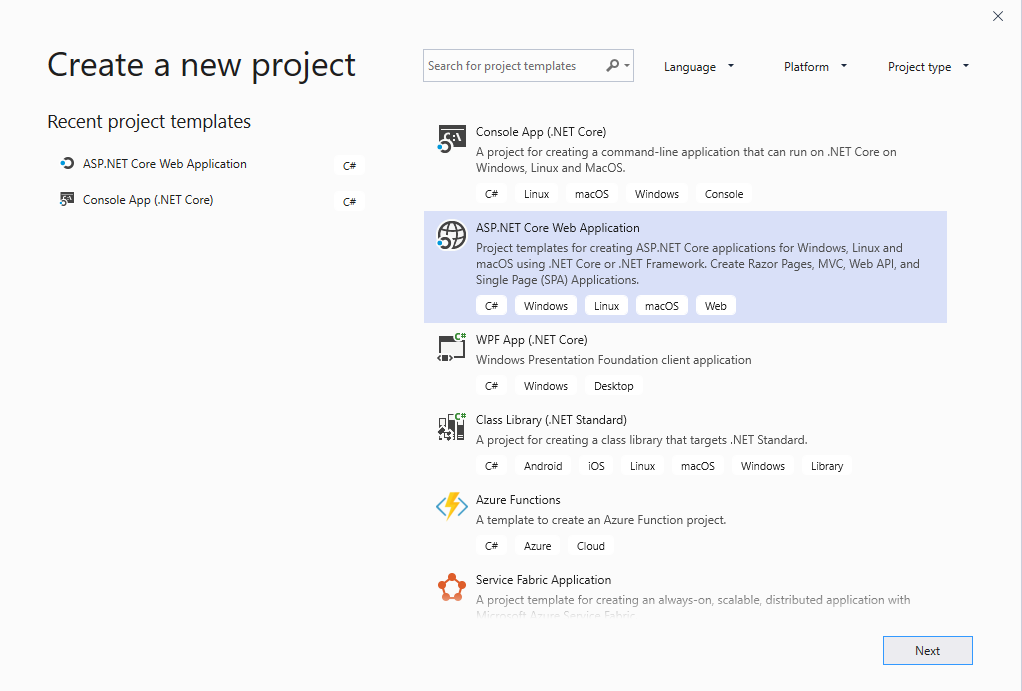 Create a new project
Search for project templates
Language
Platform
Project type
Recent project templates
ASP.NET Core Web Application
C#
Console App (.NET Core)
C#
Console App (.NET Core)
A project for creating a command-line application that can run on .NET Core on
Windows, Linux and MacOS.
C# Linux macOS Windows Console
ASP.NET Core Web Application
Project templates for creating ASP.NET Core applications for Windows, Linux and
macOS using .NET Core or .NET Framework. Create Razor Pages, MVC, Web API, and
Single Page (SPA) Applications.
C# Windows Linux macOS Web
C#
WPF App (.NET Core)
Windows Presentation Foundation client application
C# Windows Desktop
C#
Class Library (.NET Standard)
A project for creating a class library that targets .NET Standard.
C# Android iOS Linux macOS Windows Library
Azure Functions
A template to create an Azure Function project.
C# Azure Cloud
Service Fabric Application
A project template for creating an always-on, scalable, distributed application with
Microsoft Azure Service Fabric
Next